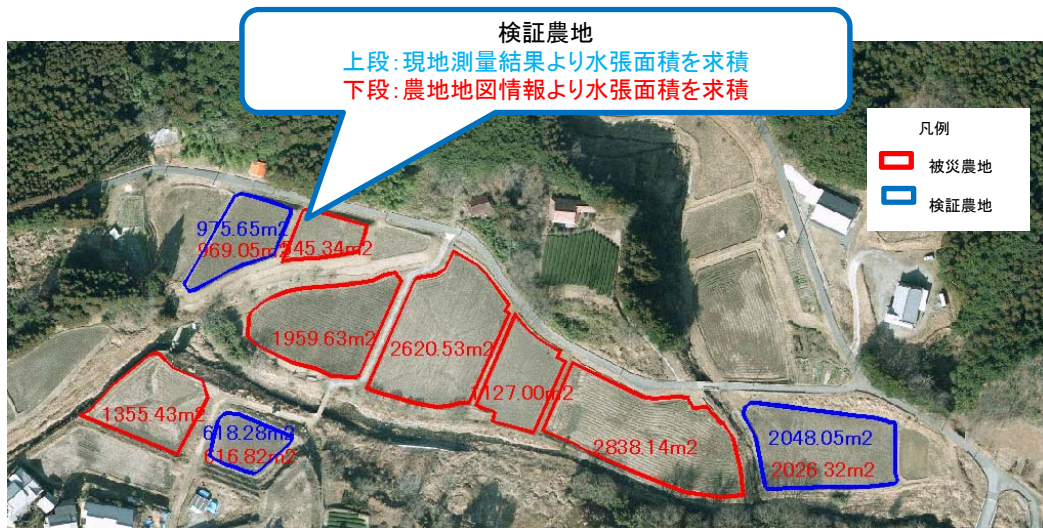 検証農地
上段:現地測量結果より水張面積を求積
下段:農地地図情報より水張面積を求積
凡例
被災農地
検証農地
975.65m2
969.05m2
545.34m2
1959.63m2
2620.53m2
1127.00m2
1355.43m2
618.28m2
616.82m2
2838.14m2
2048.05m2
2026.32m2